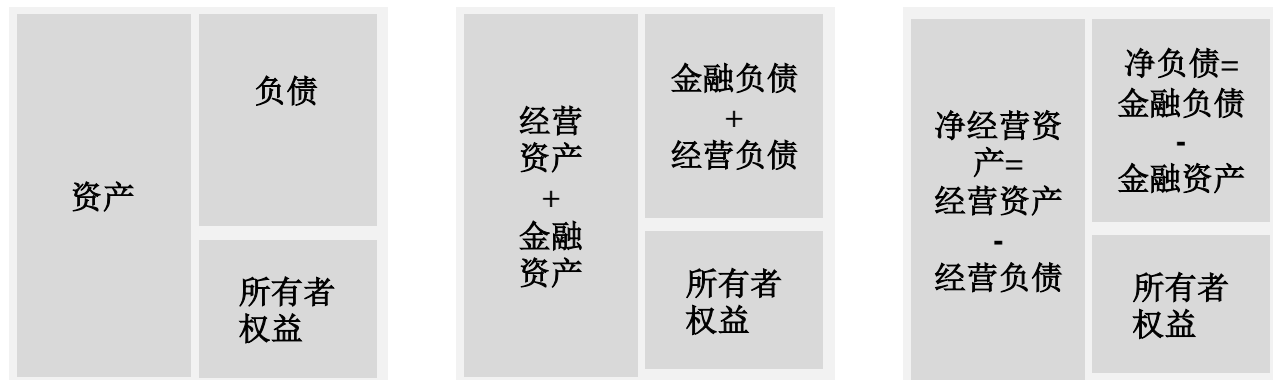 资产
负债
所有者
权益
经营
资产
+
金融
资产
金融负债
+
经营负债
所有者
权益
净经营资
产=
经营资产
-
经营负债
净负债=
金融负债
-
金融资产
所有者
权益